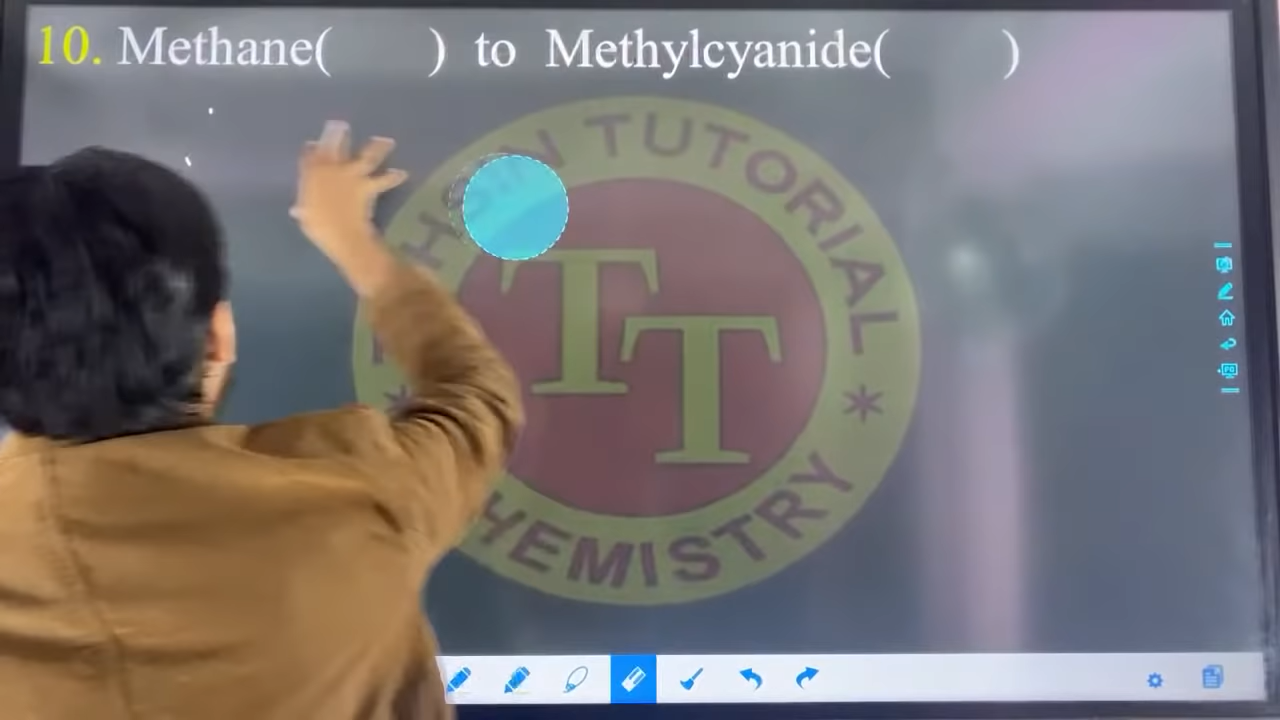 10. Methane( ) to Methylcyanide( )
TUTORIAL
TT
HEMISTRY